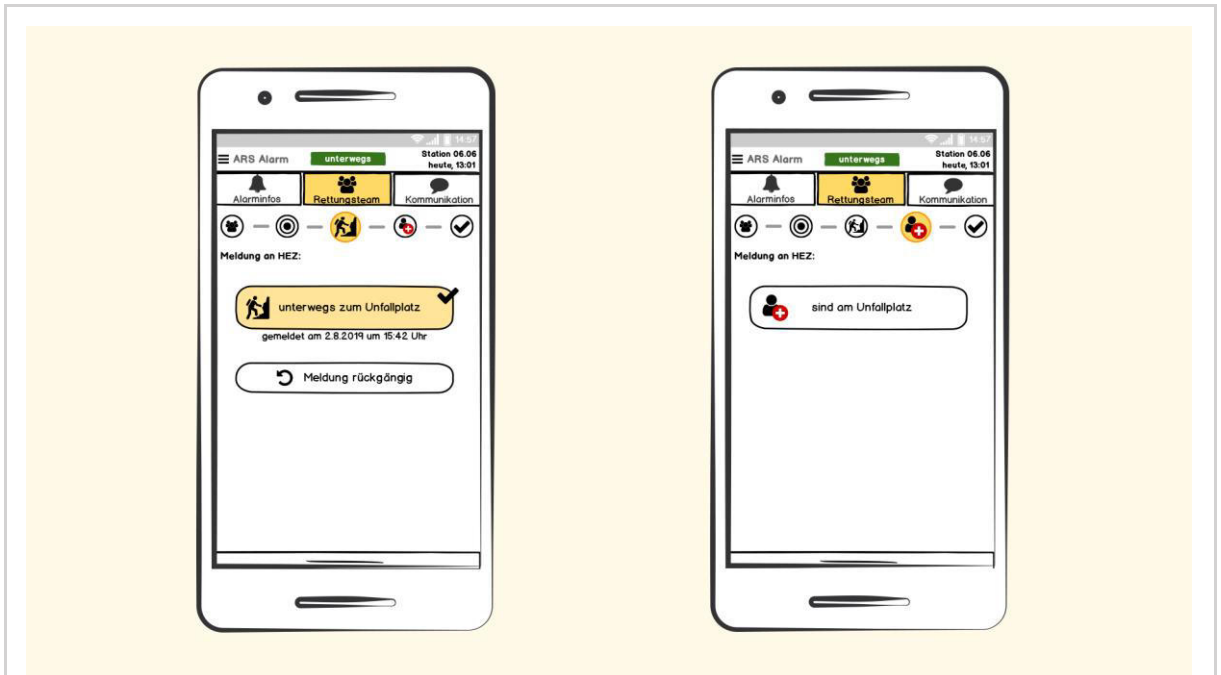 14:57
ARS Alarm
unterwegs
Station 06.06
heute, 13:01
Alarminfos
Rettungsteam
Kommunikation
Meldung an HEZ:
unterwegs zum Unfallplatz
gemeldet am 2.8.2019 um 15:42 Uhr
Meldung rückgängig
14:57
ARS Alarm
unterwegs
Station 06.06
heute, 13:01
Alarminfos
Rettungsteam
Kommunikation
Meldung an HEZ:
sind am Unfallplatz